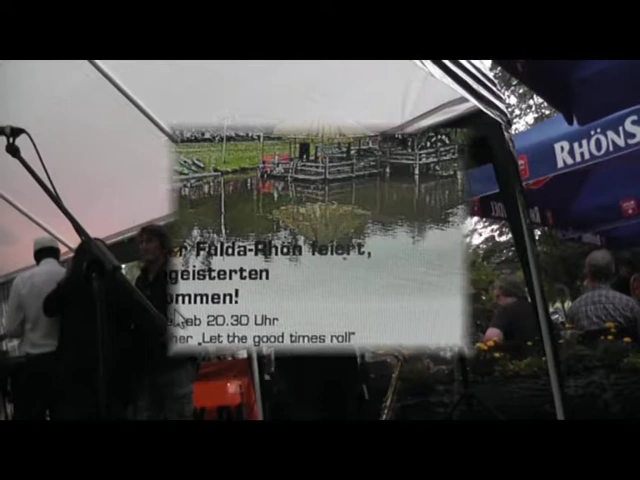 Fulda-Rhön feiert,
geisterten
ommen!
ab 20.30 Uhr
„Let the good times roll"
RHÖNS